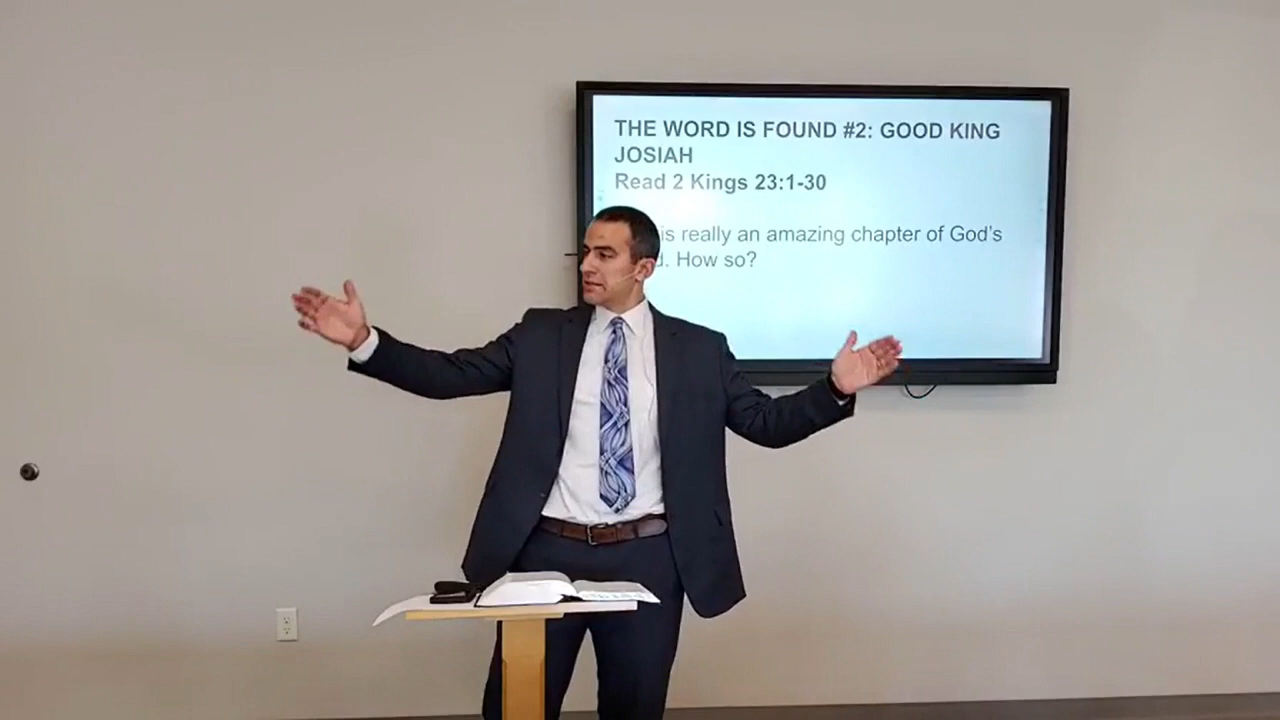 THE WORD IS FOUND #2: GOOD KING
JOSIAH
Read 2 Kings 23:1-30
is really an amazing chapter of God's
. How so?